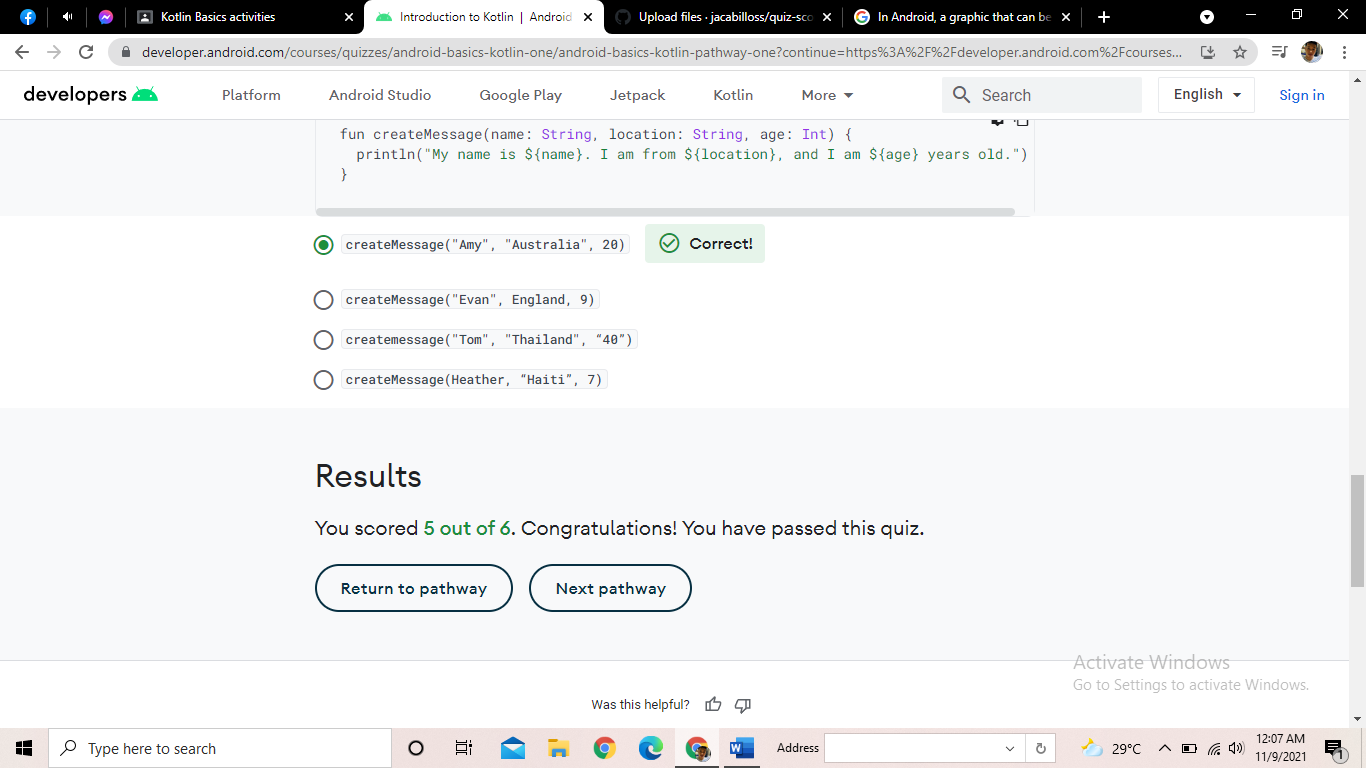 Kotlin Basics activities
Introduction to Kotlin | Android
Upload files · jacabilloss/quiz-sco
In Android, a graphic that can be
developer.android.com/courses/quizzes/android-basics-kotlin-one/android-basics-kotlin-pathway-one?continue=https%3A%2F%2Fdeveloper.android.com%2Fcourses...
developers
Platform
Android Studio
Google Play
Jetpack
Kotlin
More
Search
English
Sign in
fun createMessage(name: String, location: String, age: Int) {
println("My name is ${name}. I am from ${location}, and I am ${age} years old.")
}
createMessage("Amy", "Australia", 20)
Correct!
createMessage("Evan", England, 9)
createmessage("Tom", "Thailand", “40”)
createMessage(Heather, “Haiti”, 7)
Results
You scored 5 out of 6. Congratulations! You have passed this quiz.
Return to pathway
Next pathway
Activate Windows
Go to Settings to activate Windows.
Was this helpful?
Type here to search
Address
29°C
12:07 AM
11/9/2021
1